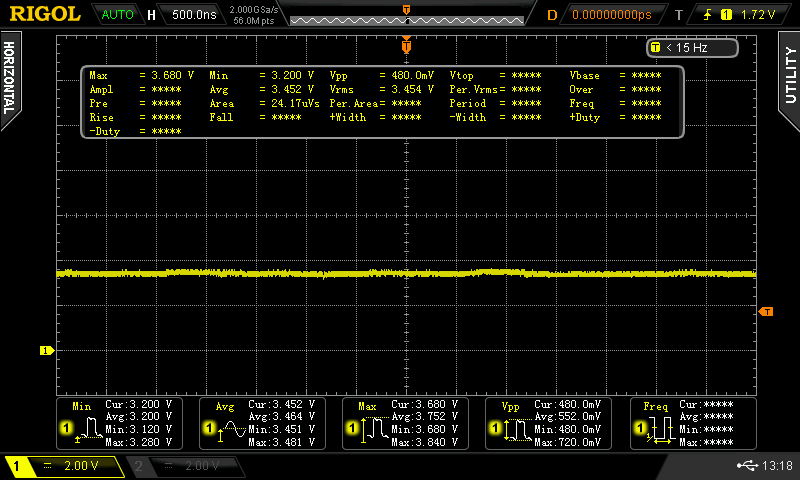 RIGOL AUTO H 500.0ns 2.000GSa/s 56.0M pts D 0.00000000ps T 1 1.72 V
HORIZONTAL
UTILITY
T
T < 15 Hz
Max = 3.680 V Min = 3.200 V Vpp = 480.0mV Vtop = ***** Vbase = *****
Ampl = ***** Avg = 3.452 V Vrms = 3.454 V Per.Vrms= ***** Over = *****
Pre = ***** Area = 24.17uVs Per.Area= ***** Period = ***** Freq = *****
Rise = ***** Fall = ***** +Width = ***** -Width = ***** +Duty = *****
-Duty = *****
T
1
Min
1
Cur:3.200 V
Avg:3.200 V
Min:3.120 V
Max:3.280 V
Avg
1
Cur:3.452 V
Avg:3.464 V
Min:3.451 V
Max:3.481 V
Max
1
Cur:3.680 V
Avg:3.752 V
Min:3.680 V
Max:3.840 V
Vpp
1
Cur:480.0mV
Avg:552.0mV
Min:480.0mV
Max:720.0mV
Freq
1
Cur:*****
Avg:*****
Min:*****
Max:*****
1 2.00 V 2 2.00 V 13:18